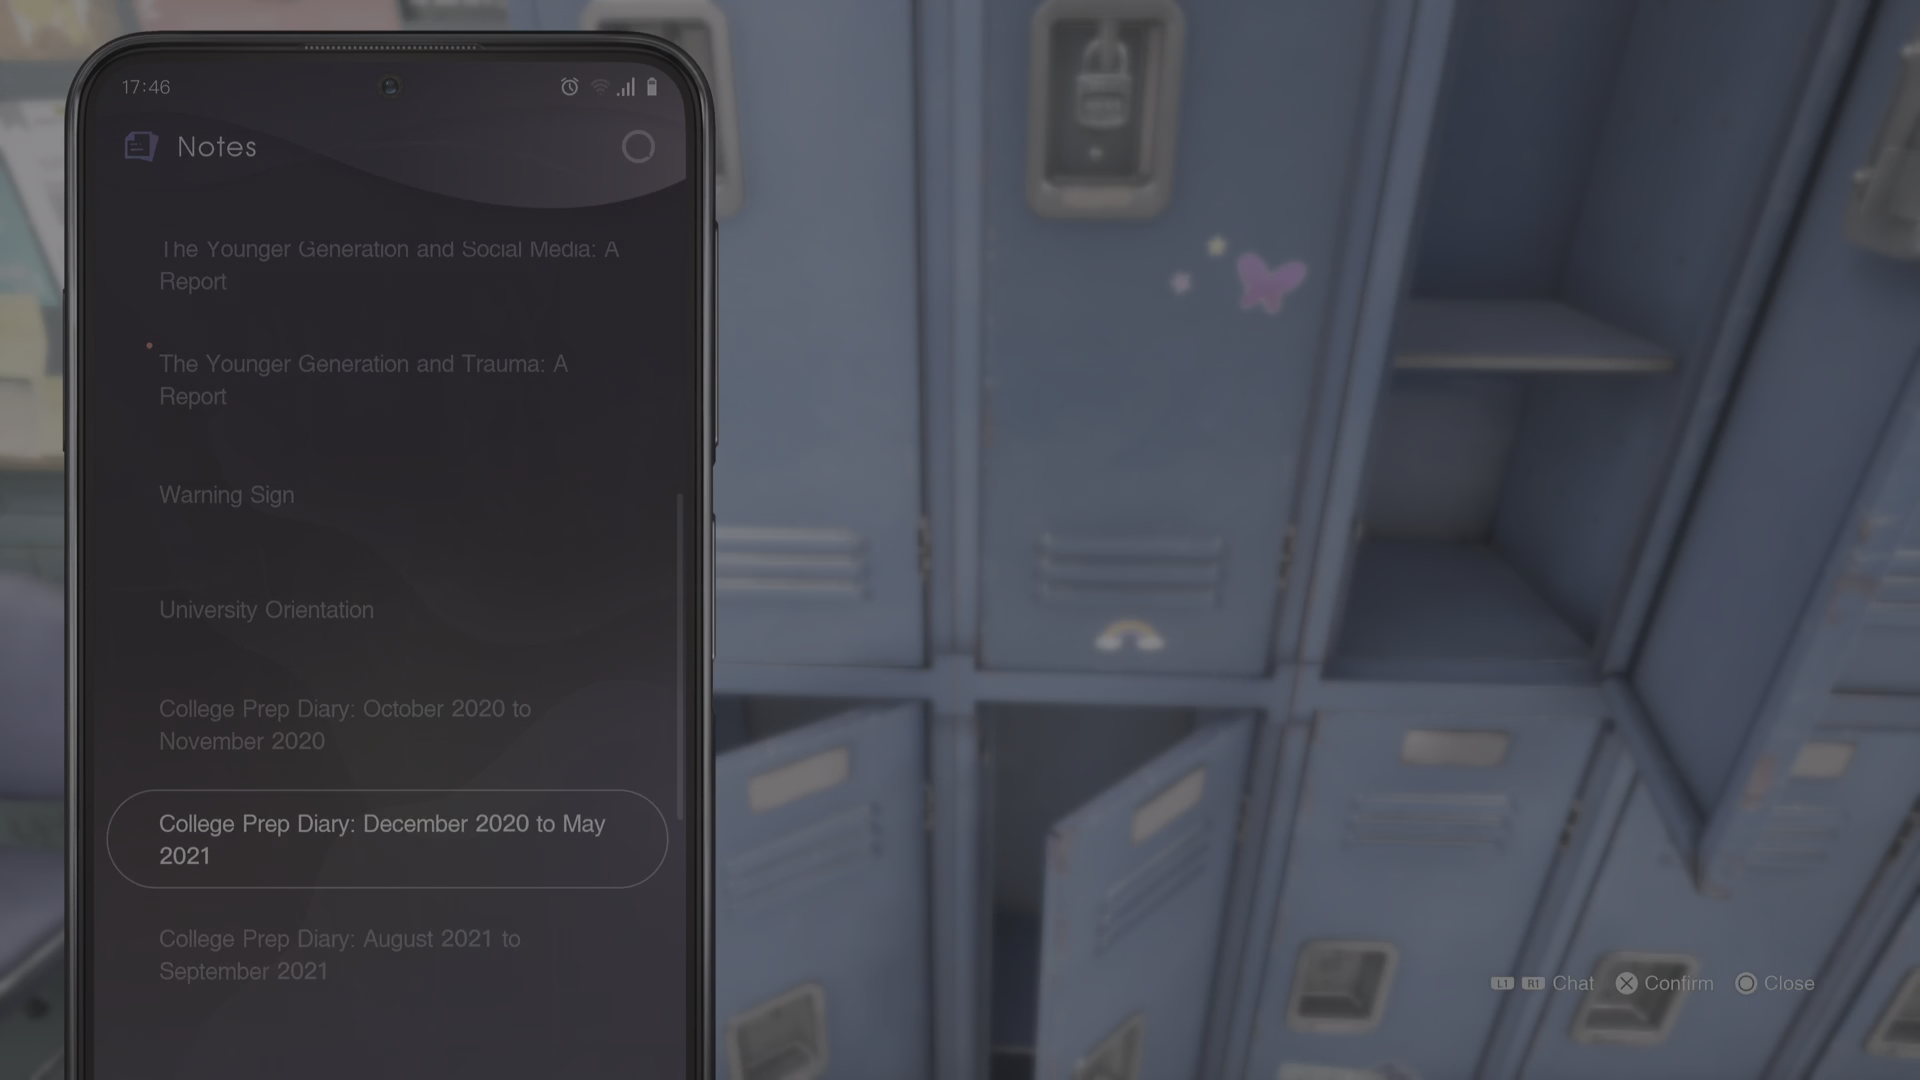 17:46
Notes
The Younger Generation and Social Media: A
Report
The Younger Generation and Trauma: A
Report
Warning Sign
University Orientation
College Prep Diary: October 2020 to
November 2020
College Prep Diary: December 2020 to May
2021
College Prep Diary: August 2021 to
September 2021
L1 R1 Chat Confirm Close